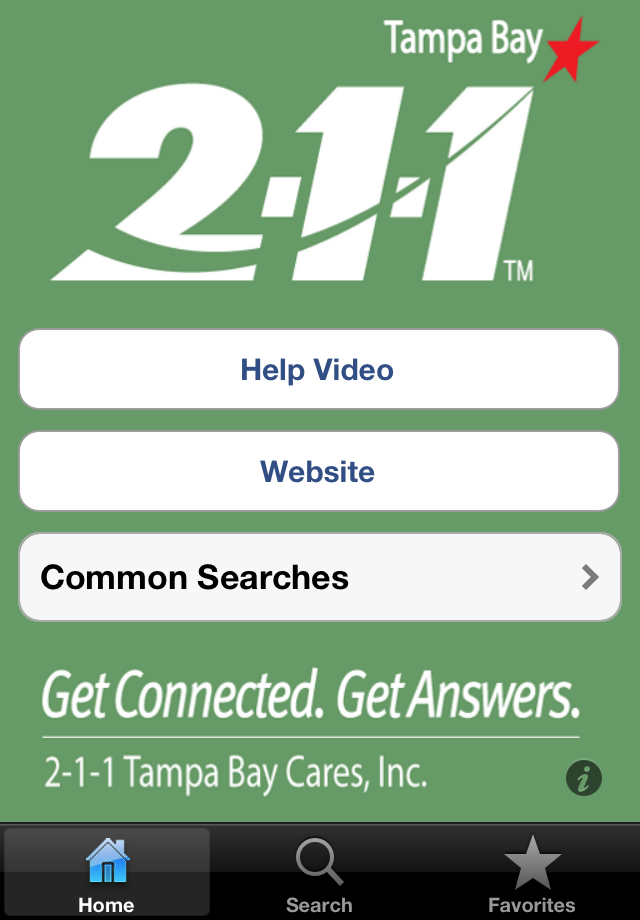 Tampa Bay
2-1-1
TM
Help Video
Website
Common Searches
Get Connected. Get Answers.
2-1-1 Tampa Bay Cares, Inc.
i
Home
Search
Favorites